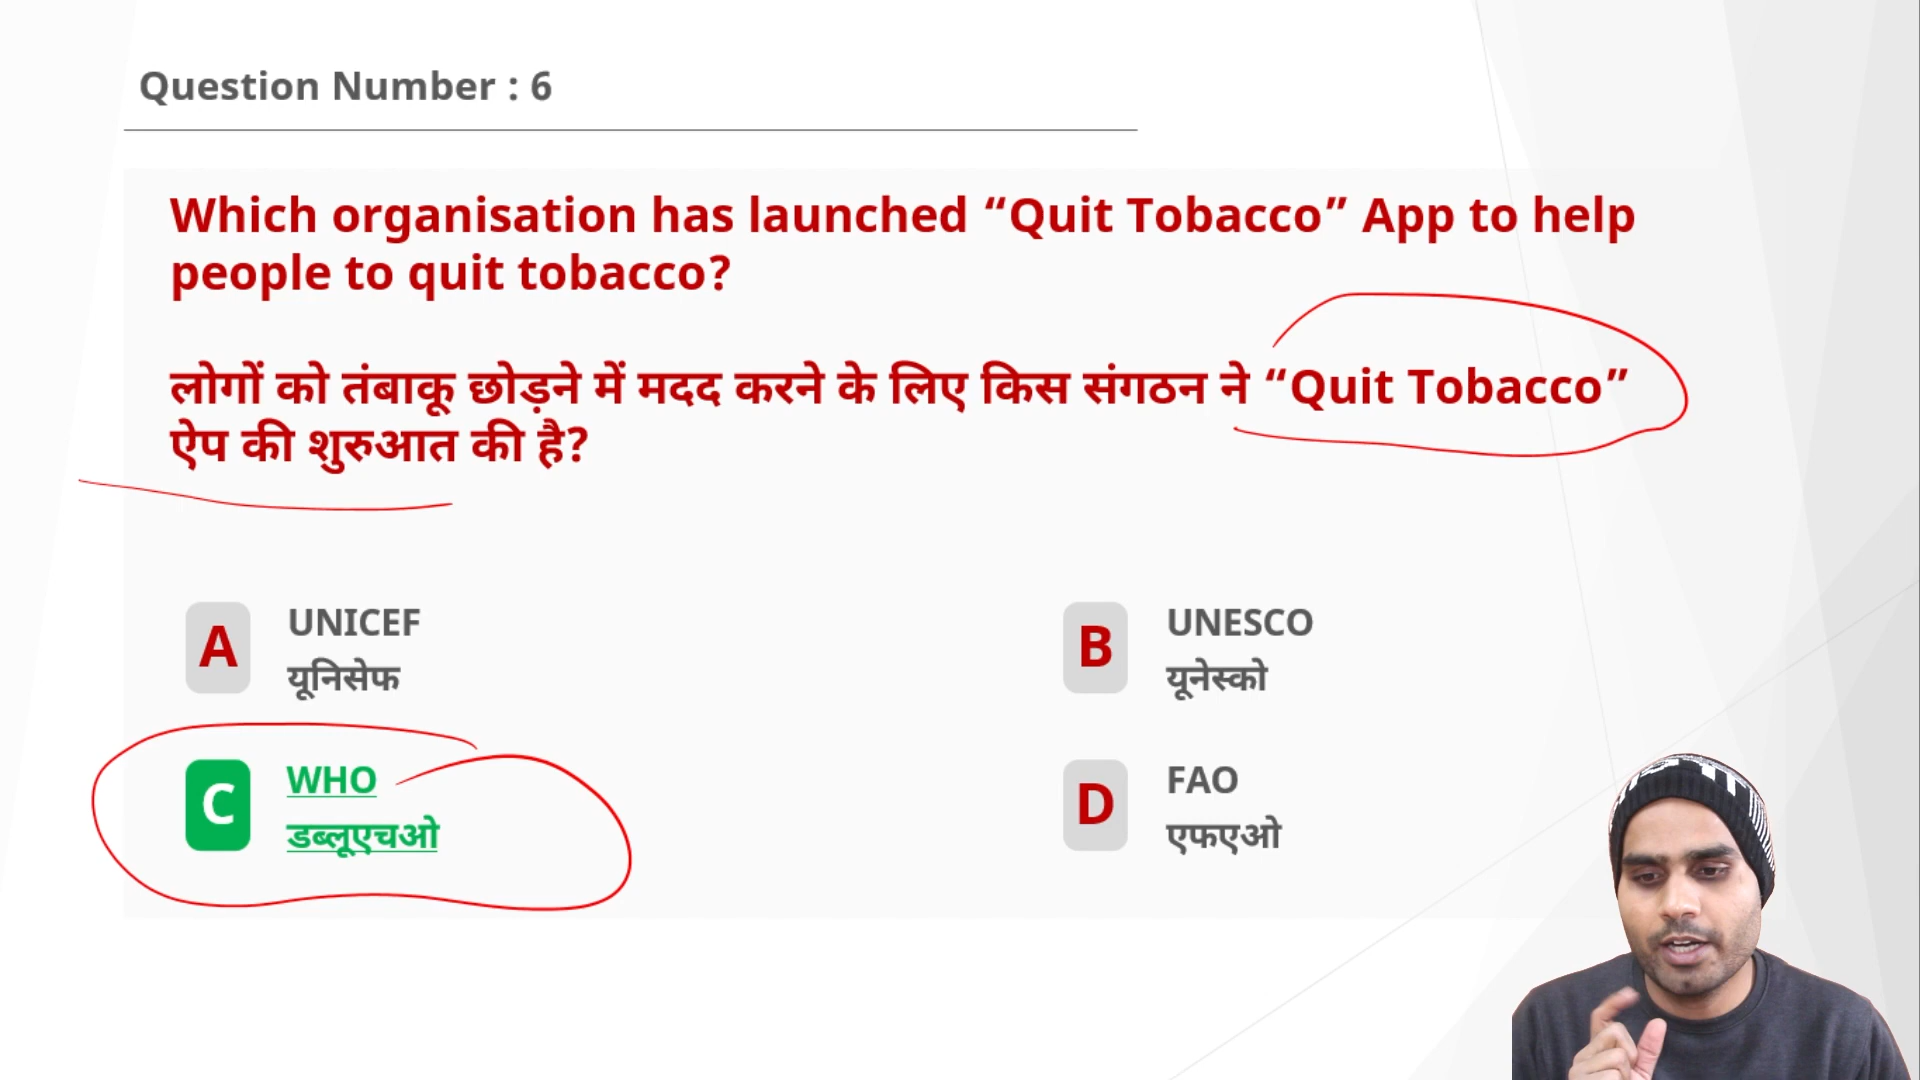 Question Number : 6
Which organisation has launched “Quit Tobacco” App to help
people to quit tobacco?
लोगों को तंबाकू छोड़ने में मदद करने के लिए किस संगठन ने “Quit Tobacco”
ऐप की शुरुआत की है?
A
UNICEF
यूनिसेफ
B
UNESCO
यूनेस्को
C
WHO
डब्लूएचओ
D
FAO
एफएओ